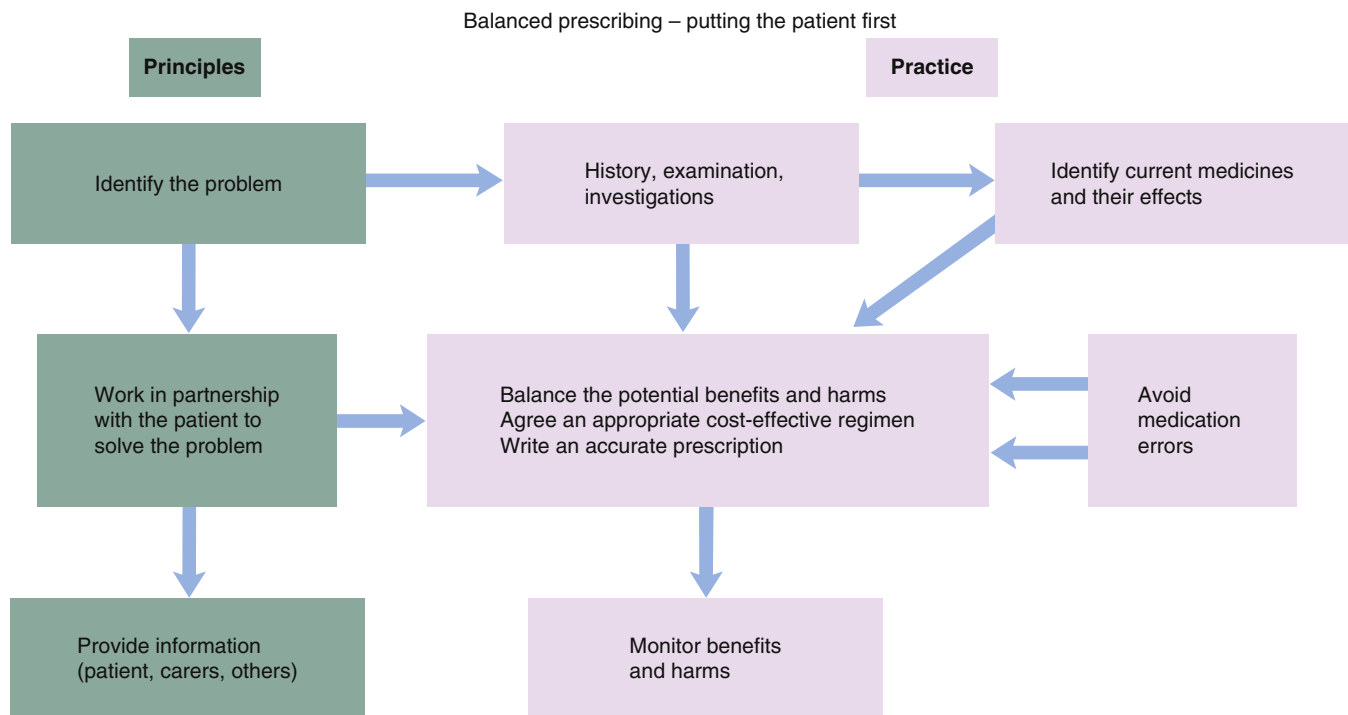 Balanced prescribing – putting the patient first
Principles
Practice
Identify the problem
History, examination,
investigations
Identify current medicines
and their effects
Work in partnership
with the patient to
solve the problem
Balance the potential benefits and harms
Agree an appropriate cost-effective regimen
Write an accurate prescription
Avoid
medication
errors
Provide information
(patient, carers, others)
Monitor benefits
and harms